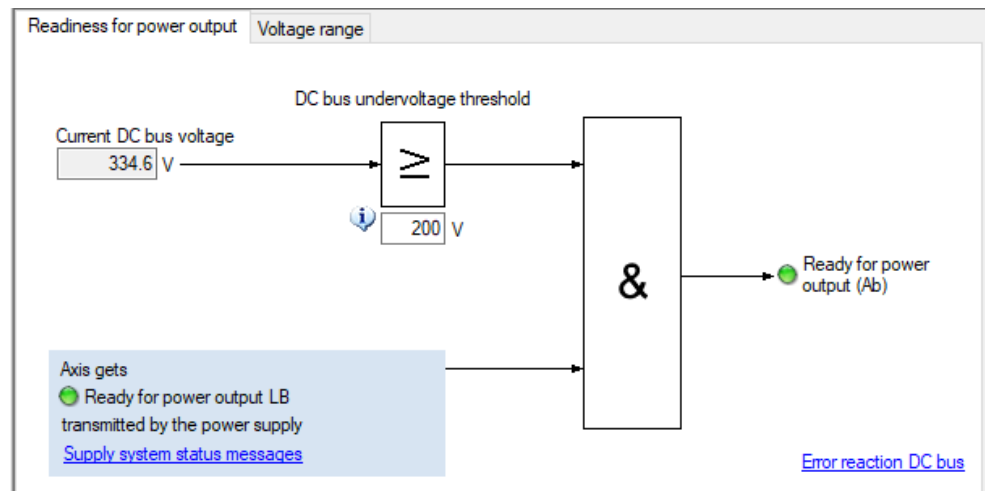 Readiness for power output
Voltage range
DC bus undervoltage threshold
Current DC bus voltage
334.6 V
≥
200 V
&
Ready for power
output (Ab)
Axis gets
Ready for power output LB
transmitted by the power supply
Supply system status messages
Error reaction DC bus